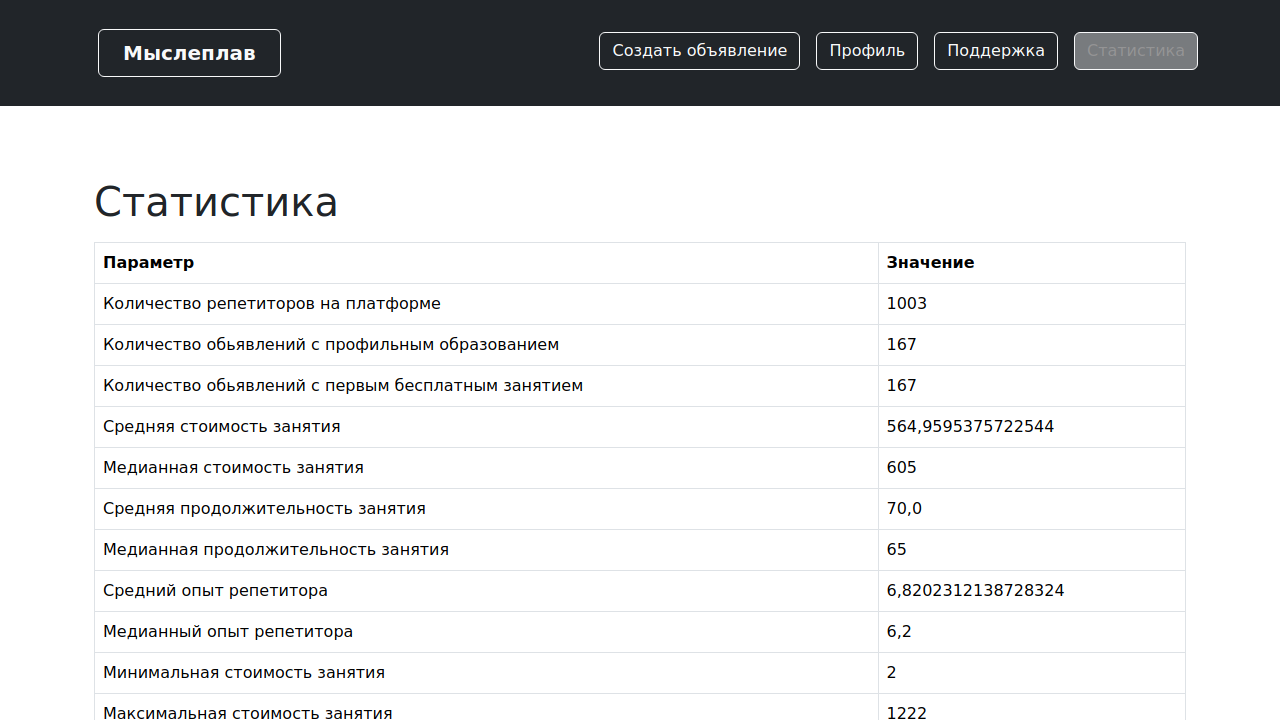 Мыслеплав
Создать объявление Профиль Поддержка Статистика
Статистика
Параметр Значение
Количество репетиторов на платформе 1003
Количество обьявлений с профильным образованием 167
Количество обьявлений с первым бесплатным занятием 167
Средняя стоимость занятия 564,9595375722544
Медианная стоимость занятия 605
Средняя продолжительность занятия 70,0
Медианная продолжительность занятия 65
Средний опыт репетитора 6,8202312138728324
Медианный опыт репетитора 6,2
Минимальная стоимость занятия 2
Максимальная стоимость занятия 1222